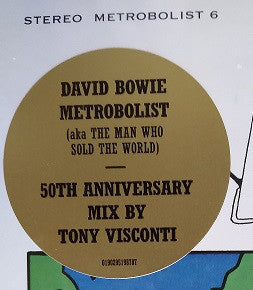 STEREO METROBOLIST 6
DAVID BOWIE
METROBOLIST
(aka THE MAN WHO
SOLD THE WORLD)
—
50TH ANNIVERSARY
MIX BY
TONY VISCONTI